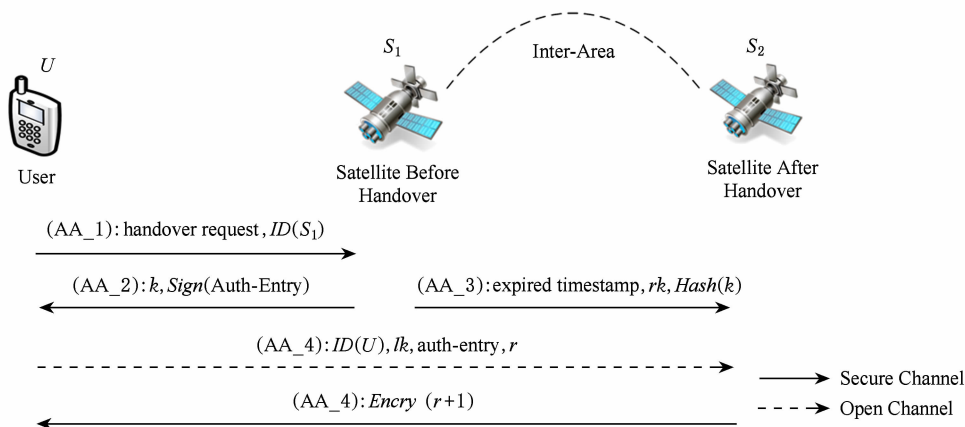 U
S₁
S₂
Inter-Area
User
Satellite Before
Handover
Satellite After
Handover
(AA_1): handover request, ID(S₁)
(AA_2): k, Sign(Auth-Entry)
(AA_3): expired timestamp, rk, Hash(k)
(AA_4): ID(U), lk, auth-entry, r
(AA_4): Encry (r+1)
Secure Channel
Open Channel